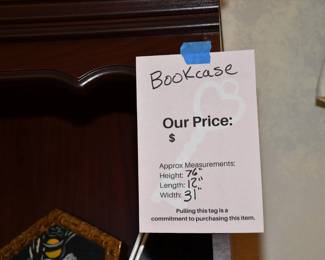 Bookcase
Our Price:
$
Approx Measurements:
Height: 76"
Length: 12"
Width: 31"
Pulling this tag is a
commitment to purchasing this item.